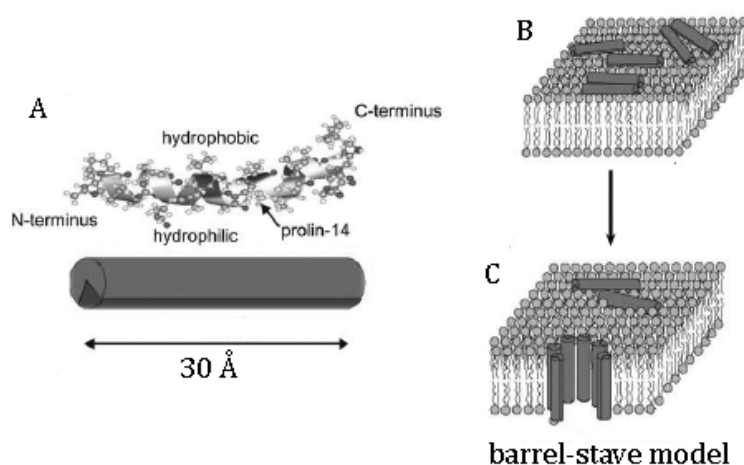 A
hydrophobic
C-terminus
N-terminus
hydrophilic
prolin-14
30 Å
B
C
barrel-stave model